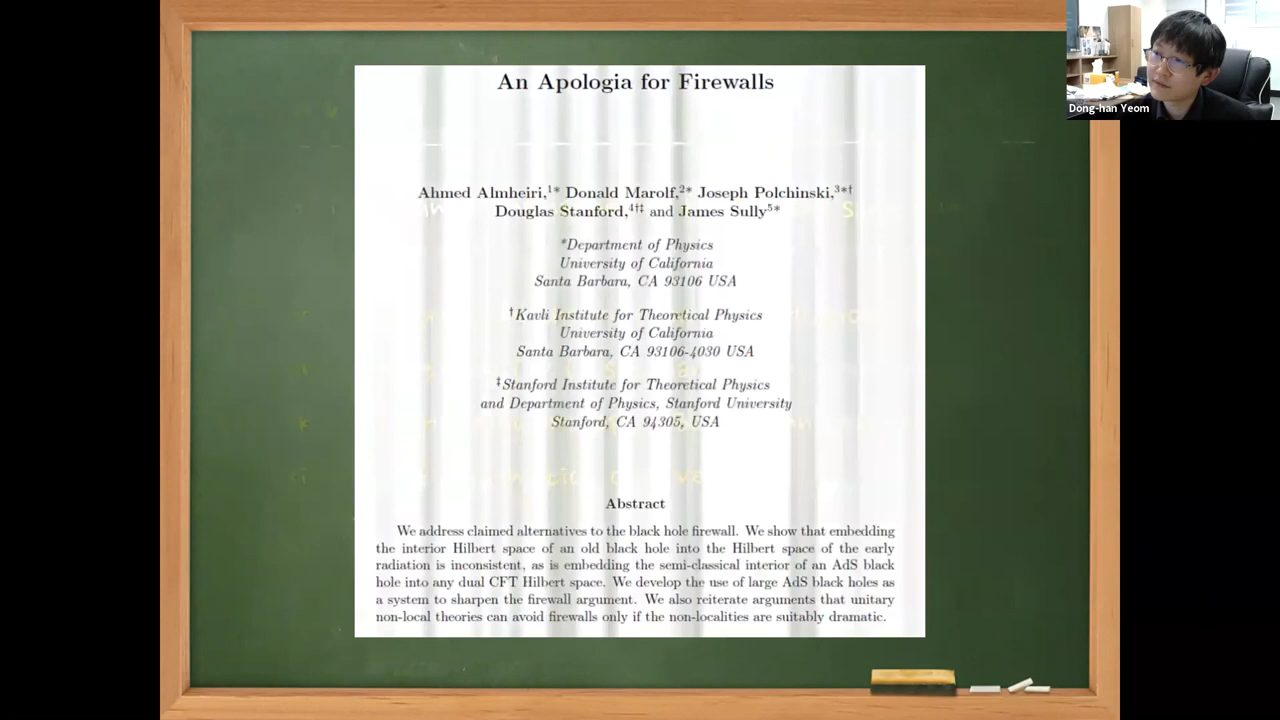 An Apologia for Firewalls
Dong-han Yeom
Ahmed Almheiri,¹* Donald Marolf,²* Joseph Polchinski,³*†
Douglas Stanford,⁴†‡ and James Sully⁵*
*Department of Physics
University of California
Santa Barbara, CA 93106 USA
†Kavli Institute for Theoretical Physics
University of California
Santa Barbara, CA 93106-4030 USA
‡Stanford Institute for Theoretical Physics
and Department of Physics, Stanford University
Stanford, CA 94305, USA
Abstract
We address claimed alternatives to the black hole firewall. We show that embedding
the interior Hilbert space of an old black hole into the Hilbert space of the early
radiation is inconsistent, as is embedding the semi-classical interior of an AdS black
hole into any dual CFT Hilbert space. We develop the use of large AdS black holes as
a system to sharpen the firewall argument. We also reiterate arguments that unitary
non-local theories can avoid firewalls only if the non-localities are suitably dramatic.